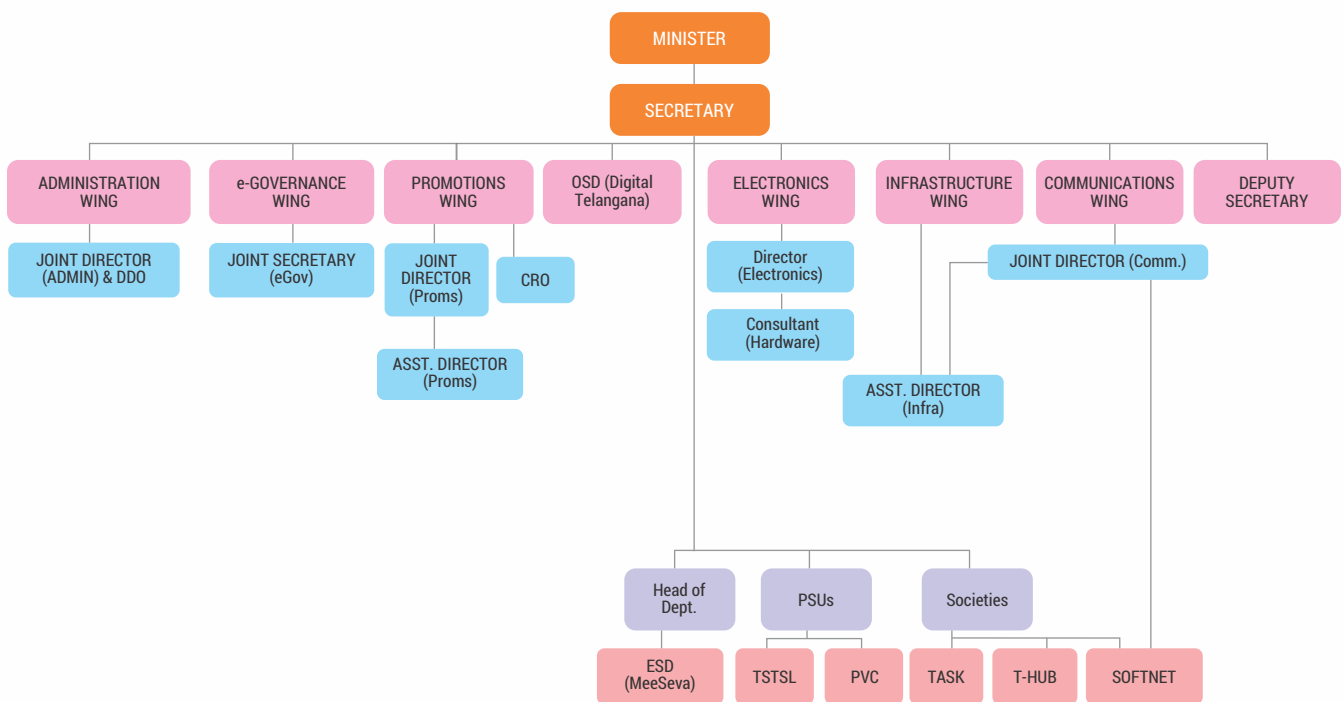 MINISTER
SECRETARY
ADMINISTRATION
WING
e-GOVERNANCE
WING
PROMOTIONS
WING
OSD (Digital
Telangana)
ELECTRONICS
WING
INFRASTRUCTURE
WING
COMMUNICATIONS
WING
DEPUTY
SECRETARY
JOINT DIRECTOR
(ADMIN) & DDO
JOINT SECRETARY
(eGov)
JOINT
DIRECTOR
(Proms)
CRO
Director
(Electronics)
JOINT DIRECTOR (Comm.)
Consultant
(Hardware)
ASST. DIRECTOR
(Proms)
ASST. DIRECTOR
(Infra)
Head of
Dept.
PSUs
Societies
ESD
(MeeSeva)
TSTSL
PVC
TASK
T-HUB
SOFTNET